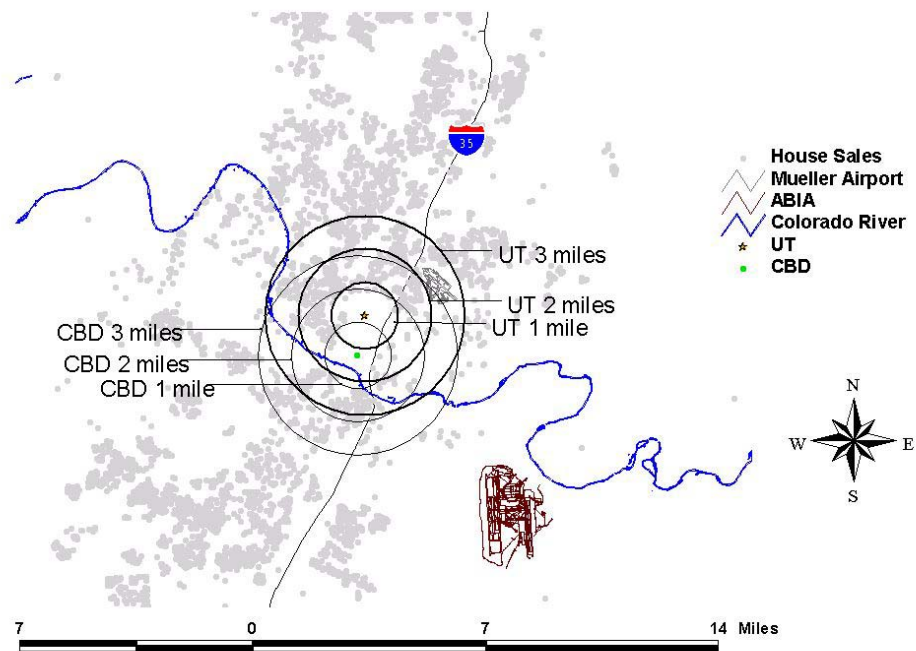 35
House Sales
Mueller Airport
ABIA
Colorado River
UT
CBD
UT 3 miles
UT 2 miles
UT 1 mile
CBD 3 miles
CBD 2 miles
CBD 1 mile
N
W E
S
7 0 7 14 Miles